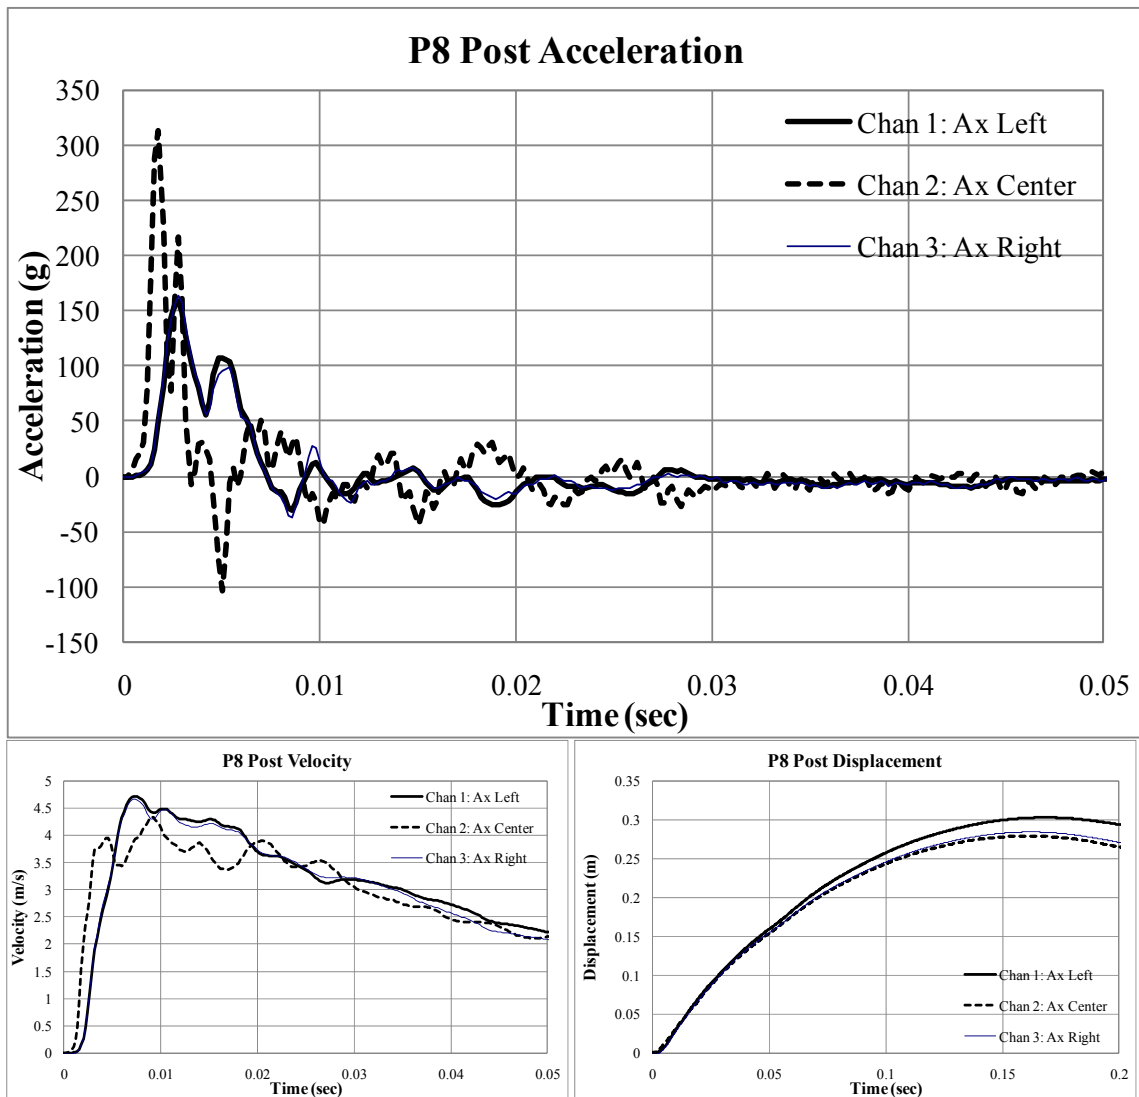 P8 Post Acceleration
350
300
250
200
150
100
50
0
-50
-100
-150
Acceleration (g)
Chan 1: Ax Left
Chan 2: Ax Center
Chan 3: Ax Right
0 0.01 0.02 0.03 0.04 0.05
Time (sec)
P8 Post Velocity
5
4.5
4
3.5
3
2.5
2
1.5
1
0.5
0
Velocity (m/s)
Chan 1: Ax Left
Chan 2: Ax Center
Chan 3: Ax Right
0 0.01 0.02 0.03 0.04 0.05
Time (sec)
P8 Post Displacement
0.35
0.3
0.25
0.2
0.15
0.1
0.05
0
Displacement (m)
Chan 1: Ax Left
Chan 2: Ax Center
Chan 3: Ax Right
0 0.05 0.1 0.15 0.2
Time (sec)